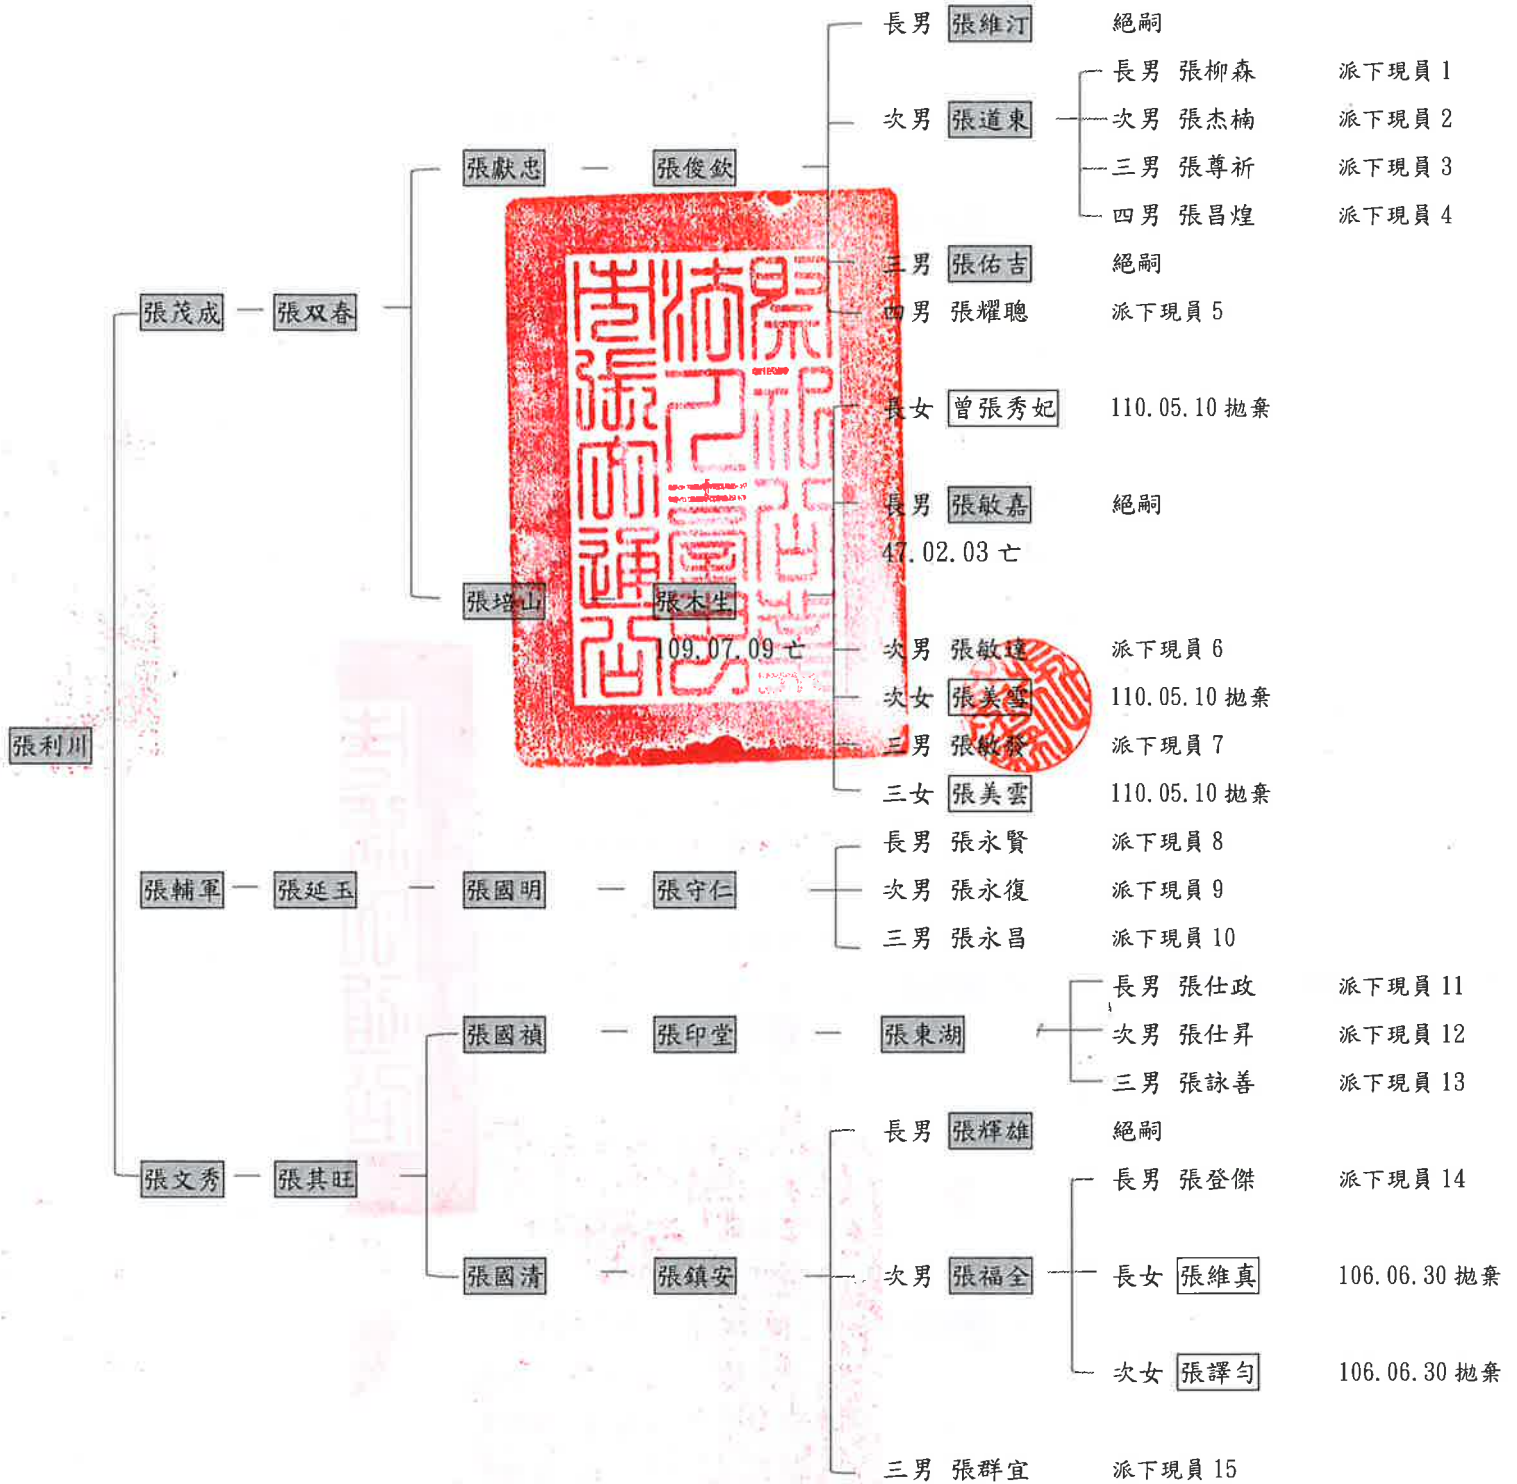 長男 張維汀 絕嗣
長男 張柳森 派下現員 1
次男 張道東 次男 張杰楠 派下現員 2
張獻忠 — 張俊欽 三男 張尊祈 派下現員 3
四男 張昌煌 派下現員 4
三男 張佑吉 絕嗣
張茂成 — 張双春 四男 張耀聰 派下現員 5
長女 曾張秀妃 110.05.10 拋棄
長男 張敏嘉 絕嗣
47.02.03 亡
張培山 — 張木生
109.07.09 亡 次男 張敏達 派下現員 6
次女 張美雪 110.05.10 拋棄
張利川 三男 張敏發 派下現員 7
三女 張美雲 110.05.10 拋棄
長男 張永賢 派下現員 8
張輔軍 — 張延玉 — 張國明 — 張守仁 次男 張永復 派下現員 9
三男 張永昌 派下現員 10
長男 張仕政 派下現員 11
張國禎 — 張印堂 — 張東湖 次男 張仕昇 派下現員 12
三男 張詠善 派下現員 13
長男 張輝雄 絕嗣
張文秀 — 張其旺 長男 張登傑 派下現員 14
張國清 — 張鎮安 次男 張福全 長女 張維真 106.06.30 拋棄
次女 張譯勻 106.06.30 拋棄
三男 張群宜 派下現員 15